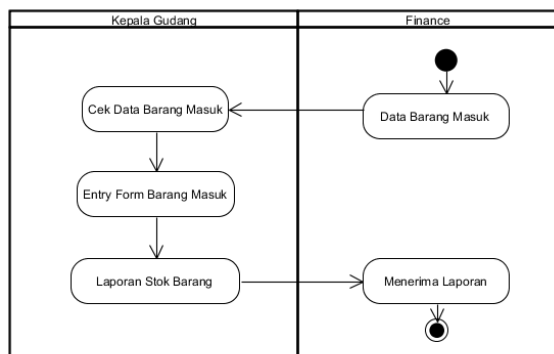 Kepala Gudang
Finance
Cek Data Barang Masuk
Data Barang Masuk
Entry Form Barang Masuk
Laporan Stok Barang
Menerima Laporan